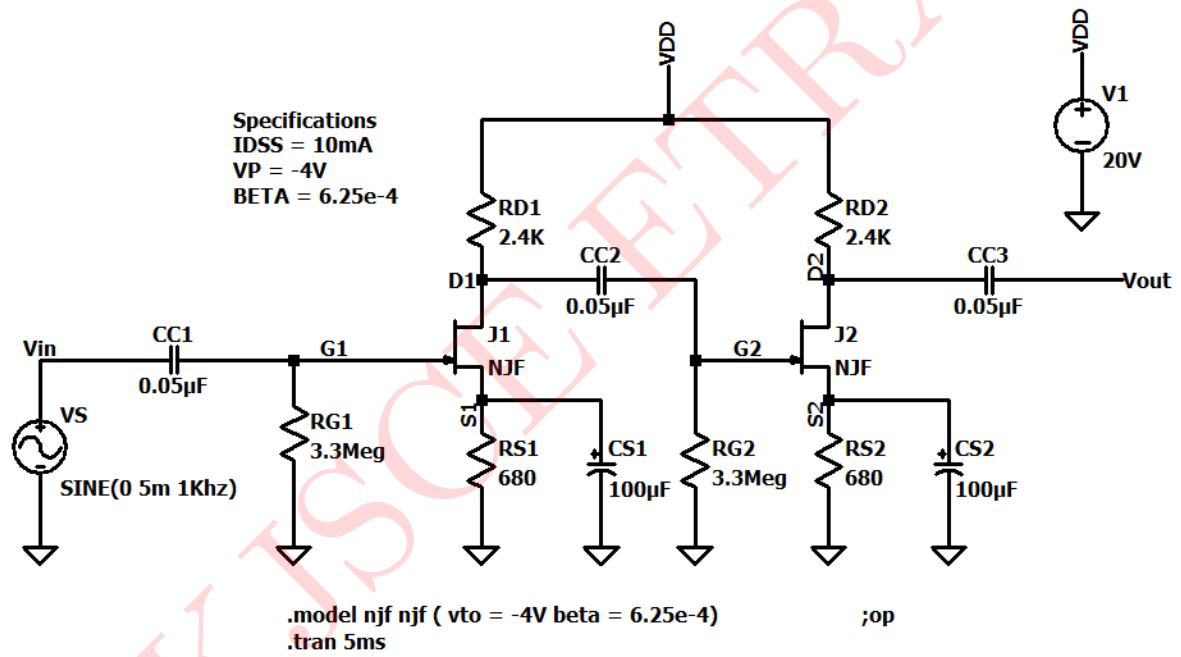 VDD
VDD
V1
20V
Specifications
IDSS = 10mA
VP = -4V
BETA = 6.25e-4
RD1
2.4K
RD2
2.4K
D1
CC2
0.05µF
D2
CC3
0.05µF
Vout
Vin
CC1
0.05µF
G1
J1
NJF
G2
J2
NJF
VS
SINE(0 5m 1Khz)
RG1
3.3Meg
S1
RS1
680
CS1
100µF
RG2
3.3Meg
S2
RS2
680
CS2
100µF
.model njf njf ( vto = -4V beta = 6.25e-4)
;op
.tran 5ms
JSCE ETR